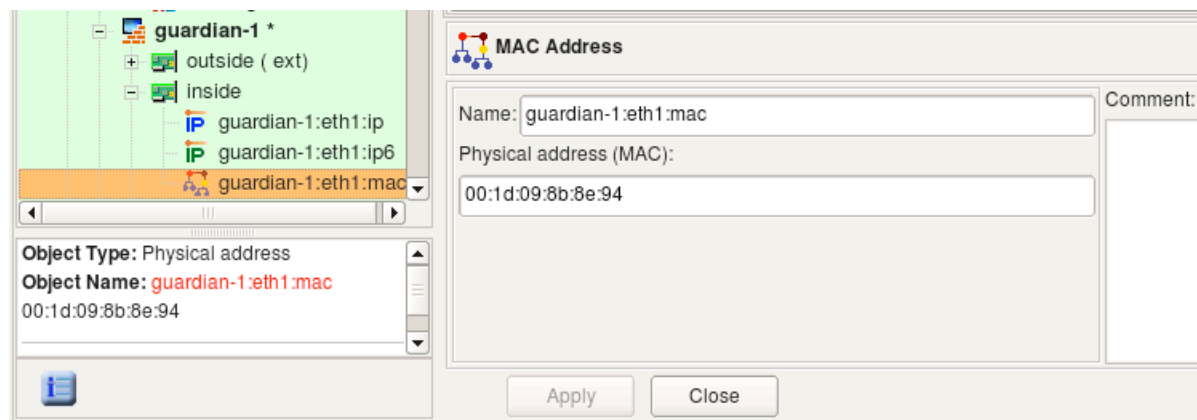 guardian-1 *
outside ( ext)
inside
IP guardian-1:eth1:ip
IP guardian-1:eth1:ip6
guardian-1:eth1:mac
Object Type: Physical address
Object Name: guardian-1:eth1:mac
00:1d:09:8b:8e:94
MAC Address
Name: guardian-1:eth1:mac
Comment:
Physical address (MAC):
00:1d:09:8b:8e:94
Apply
Close